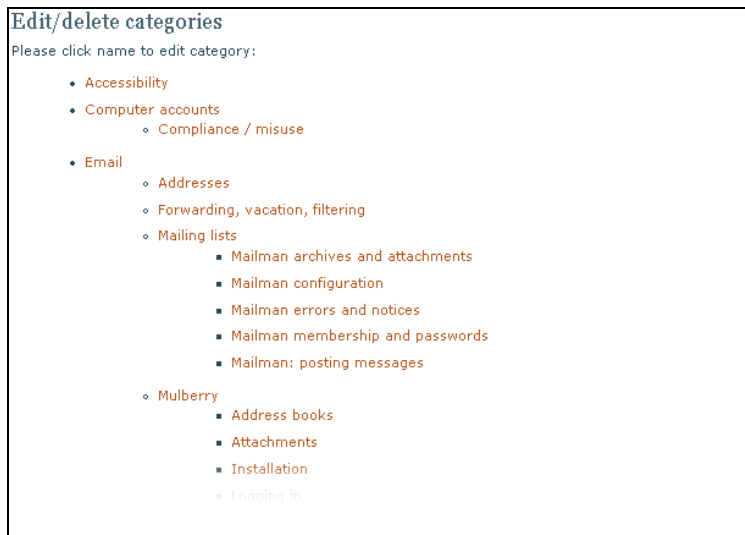 Edit/delete categories
Please click name to edit category:
Accessibility
Computer accounts
Compliance / misuse
Email
Addresses
Forwarding, vacation, filtering
Mailing lists
Mailman archives and attachments
Mailman configuration
Mailman errors and notices
Mailman membership and passwords
Mailman: posting messages
Mulberry
Address books
Attachments
Installation
Logging in